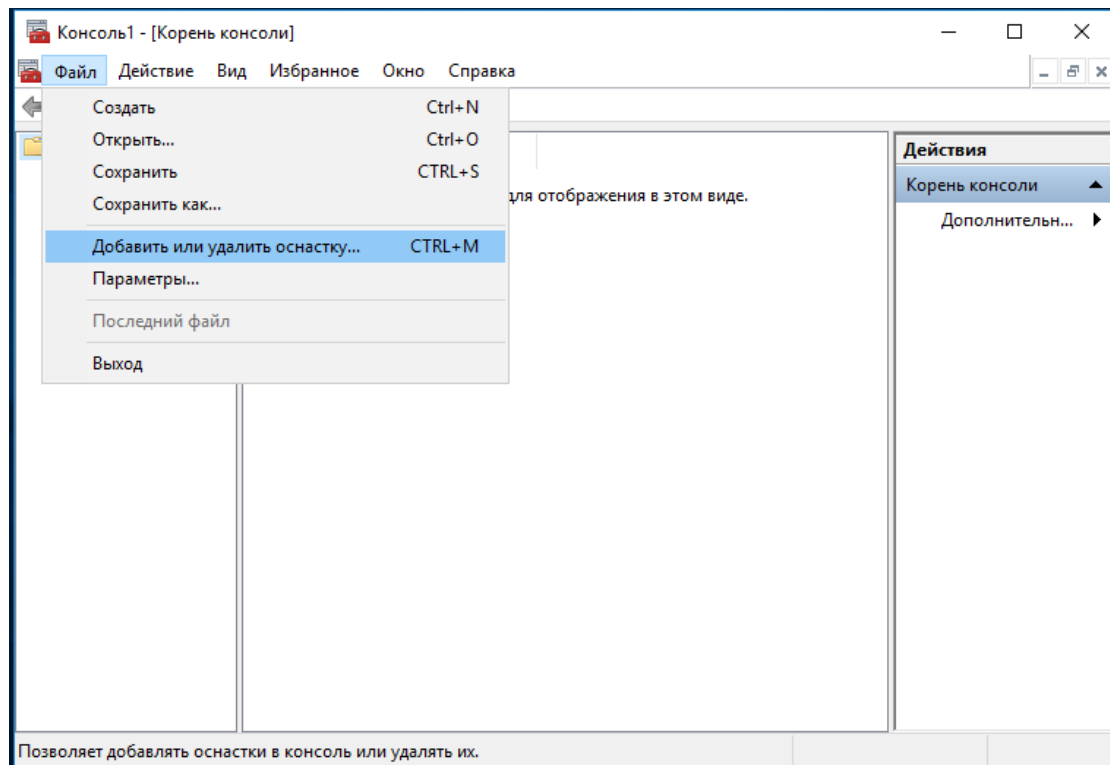 Консоль1 - [Корень консоли]
Файл Действие Вид Избранное Окно Справка
Создать Ctrl+N
Открыть... Ctrl+O
Сохранить CTRL+S
Сохранить как...
Добавить или удалить оснастку... CTRL+M
Параметры...
Последний файл
Выход
для отображения в этом виде.
Действия
Корень консоли
Дополнительн...
Позволяет добавлять оснастки в консоль или удалять их.